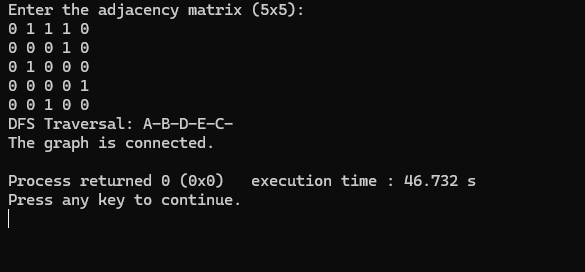 Enter the adjacency matrix (5x5):
0 1 1 1 0
0 0 0 1 0
0 1 0 0 0
0 0 0 0 1
0 0 1 0 0
DFS Traversal: A-B-D-E-C-
The graph is connected.
Process returned 0 (0x0)   execution time : 46.732 s
Press any key to continue.